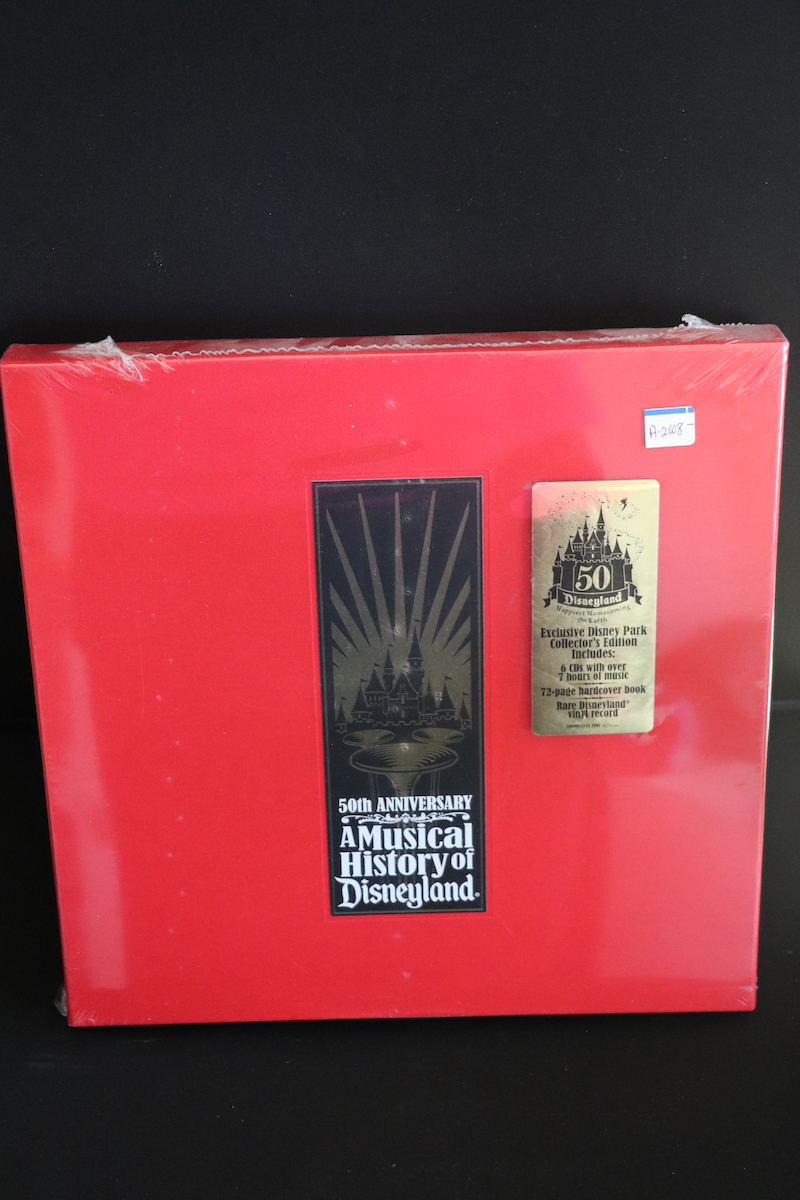 A-2008-
50
Disneyland
Happiest Homecoming
On Earth
Exclusive Disney Park
Collector's Edition
Includes:
6 CDs with over
7 hours of music
72-page hardcover book
Rare Disneyland®
vinyl record
50th ANNIVERSARY
A Musical
History of
Disneyland®